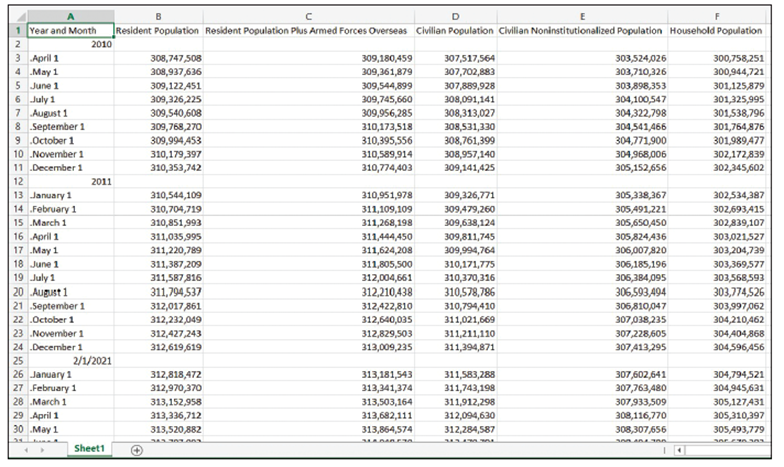 A B C D E F
1 Year and Month Resident Population Resident Population Plus Armed Forces Overseas Civilian Population Civilian Noninstitutionalized Population Household Population
2 2010
3 .April 1 308,747,508 309,180,459 307,517,564 303,524,026 300,758,251
4 .May 1 308,937,636 309,361,879 307,702,883 303,710,326 300,944,721
5 .June 1 309,122,451 309,544,899 307,889,928 303,898,353 301,125,879
6 .July 1 309,326,225 309,745,660 308,091,141 304,100,547 301,325,995
7 .August 1 309,540,608 309,956,285 308,313,027 304,322,798 301,538,796
8 .September 1 309,768,270 310,173,518 308,531,330 304,541,466 301,764,876
9 .October 1 309,994,453 310,395,556 308,761,399 304,771,900 301,989,477
10 .November 1 310,179,397 310,589,914 308,957,140 304,968,006 302,172,839
11 .December 1 310,353,742 310,774,403 309,141,425 305,152,656 302,345,602
12 2011
13 .January 1 310,544,109 310,951,978 309,326,771 305,338,367 302,534,387
14 .February 1 310,704,719 311,109,109 309,479,260 305,491,221 302,693,415
15 .March 1 310,851,993 311,268,198 309,638,124 305,650,450 302,839,107
16 .April 1 311,035,995 311,444,450 309,811,745 305,824,436 303,021,527
17 .May 1 311,220,789 311,624,208 309,994,764 306,007,820 303,204,739
18 .June 1 311,387,209 311,805,500 310,171,775 306,185,196 303,369,577
19 .July 1 311,587,816 312,004,661 310,370,316 306,384,095 303,568,593
20 .August 1 311,794,537 312,210,438 310,578,786 306,593,494 303,774,526
21 .September 1 312,017,861 312,422,810 310,794,410 306,810,047 303,997,062
22 .October 1 312,232,049 312,640,035 311,021,669 307,038,235 304,210,462
23 .November 1 312,427,243 312,829,503 311,211,110 307,228,605 304,404,868
24 .December 1 312,619,619 313,009,235 311,394,871 307,413,295 304,596,456
25 2/1/2021
26 .January 1 312,818,472 313,181,543 311,583,288 307,602,641 304,794,521
27 .February 1 312,970,370 313,341,374 311,743,198 307,763,480 304,945,631
28 .March 1 313,152,958 313,503,164 311,912,298 307,933,509 305,127,431
29 .April 1 313,336,712 313,682,111 312,094,630 308,116,770 305,310,397
30 .May 1 313,520,882 313,864,574 312,284,587 308,307,656 305,493,779
Sheet1